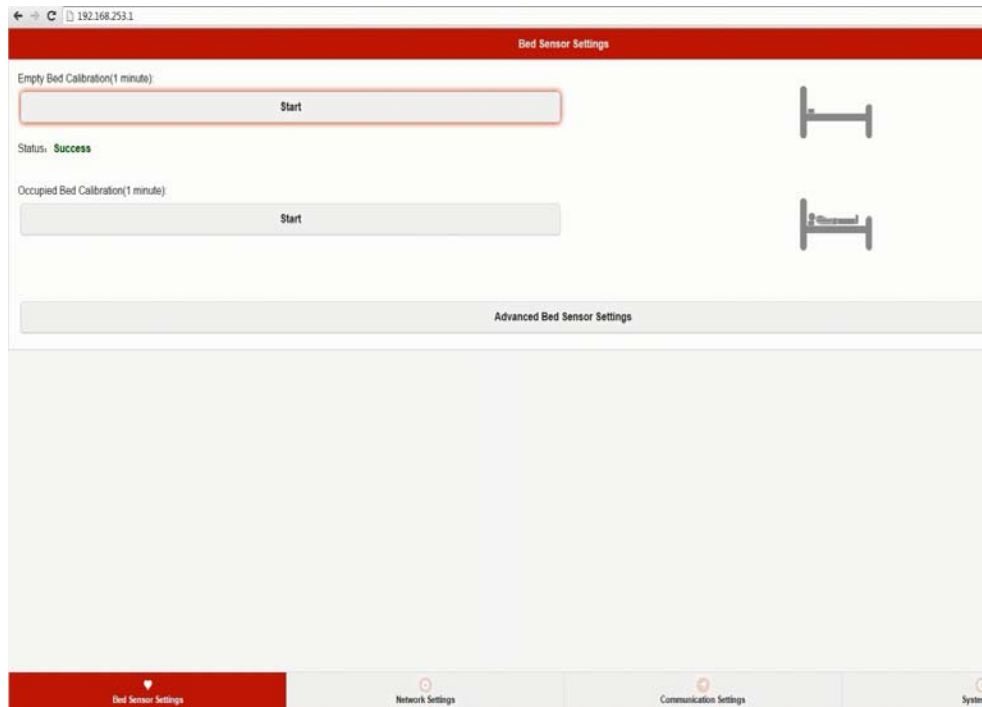 192.168.253.1
Bed Sensor Settings
Empty Bed Calibration(1 minute):
Start
Status: Success
Occupied Bed Calibration(1 minute):
Start
Advanced Bed Sensor Settings
Bed Sensor Settings
Network Settings
Communication Settings